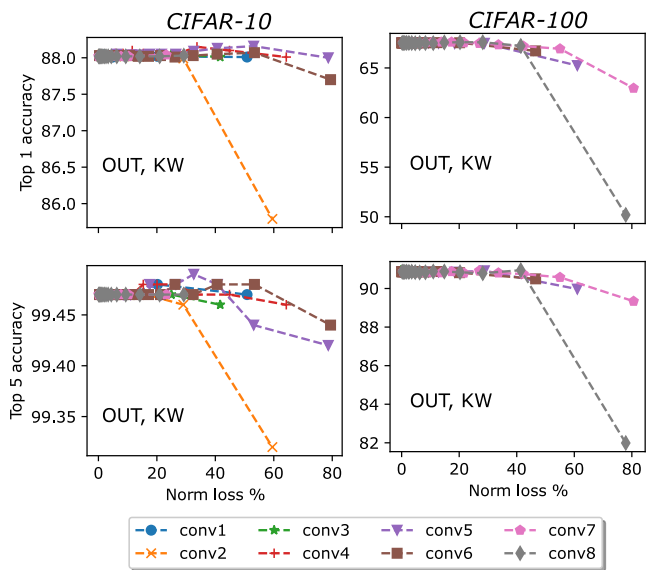 CIFAR-10
CIFAR-100
Top 1 accuracy
88.0
87.5
87.0
86.5
86.0
OUT, KW
65
60
55
50
OUT, KW
Top 5 accuracy
99.45
99.40
99.35
OUT, KW
0 20 40 60 80
Norm loss %
90
88
86
84
82
OUT, KW
0 20 40 60 80
Norm loss %
conv1 conv3 conv5 conv7
conv2 conv4 conv6 conv8